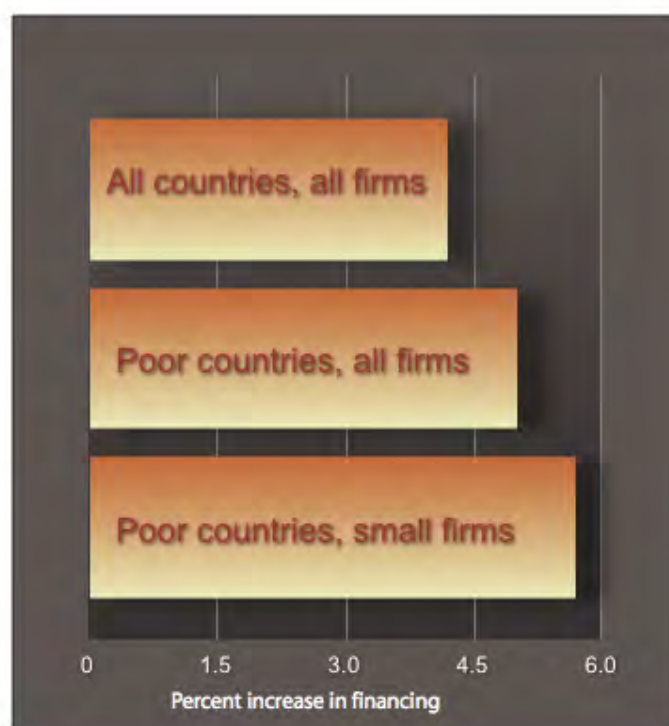 All countries, all firms
Poor countries, all firms
Poor countries, small firms
0 1.5 3.0 4.5 6.0
Percent increase in financing